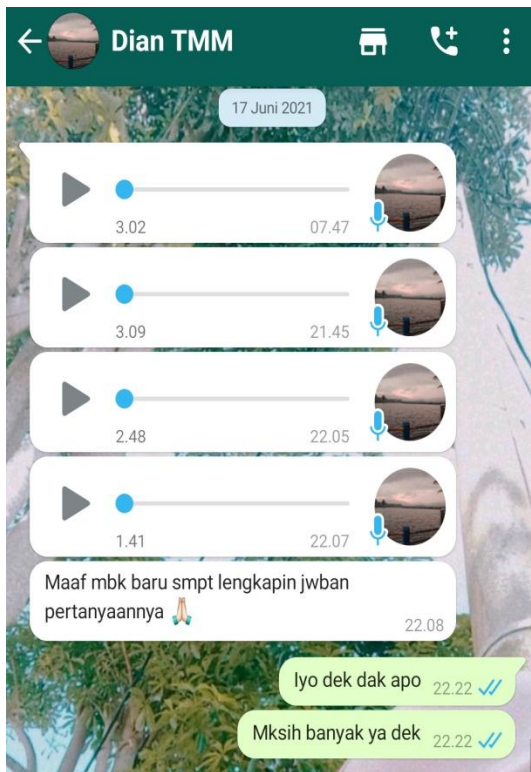 Dian TMM
17 Juni 2021
3.02 07.47
3.09 21.45
2.48 22.05
1.41 22.07
Maaf mbk baru smpt lengkapin jwban
pertanyaannya 🙏🏻
22.08
Iyo dek dak apo 22.22
Mksih banyak ya dek 22.22